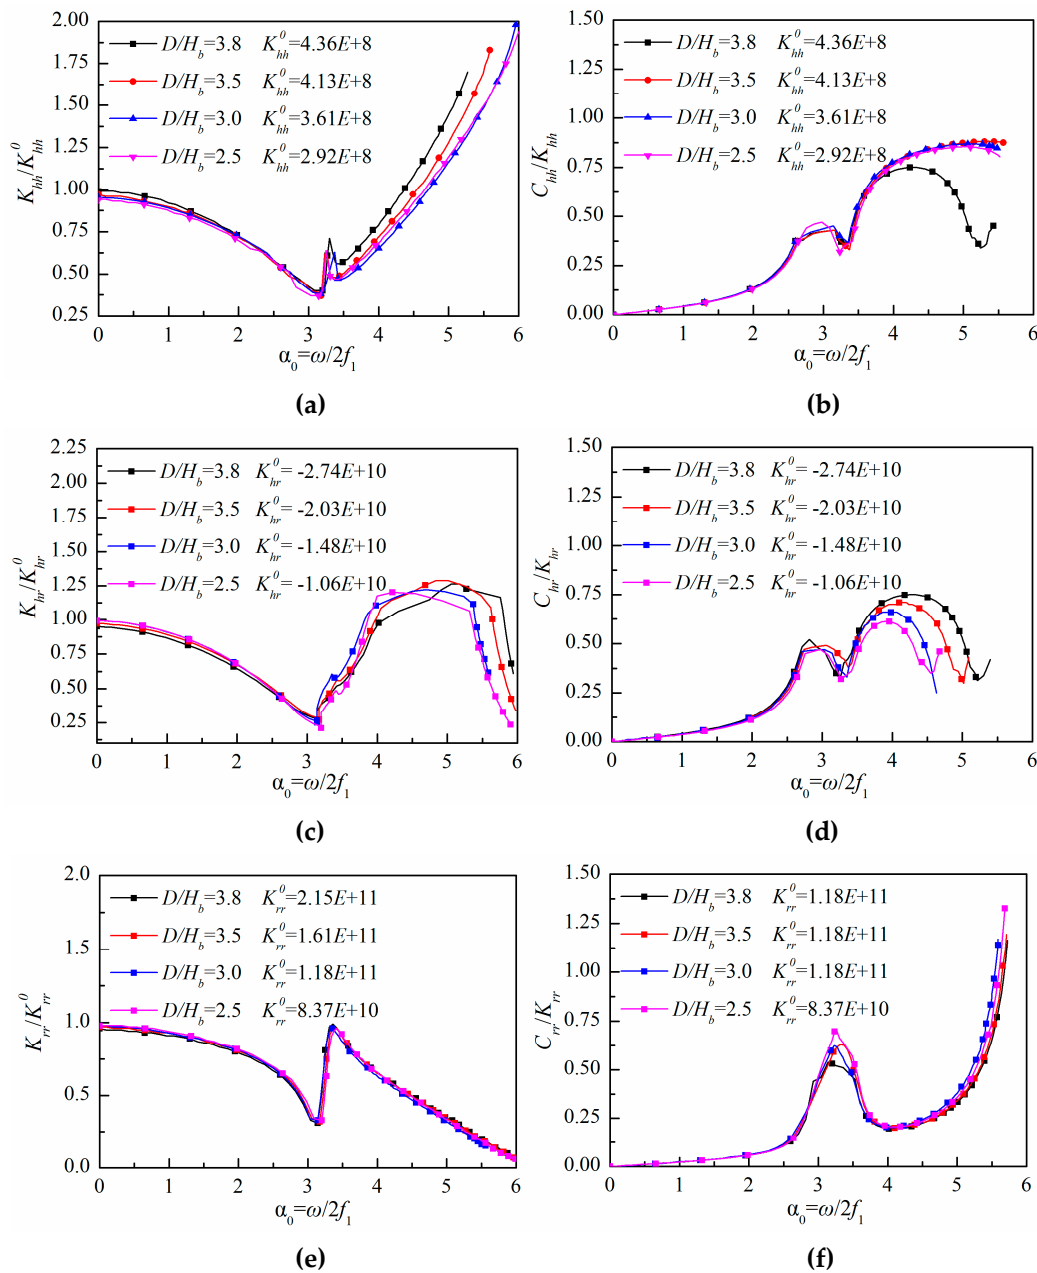 2.00
1.75
1.50
1.25
1.00
0.75
0.50
0.25
K_hh/K^0_hh
D/H_b=3.8 K^0_hh=4.36E+8
D/H_b=3.5 K^0_hh=4.13E+8
D/H_b=3.0 K^0_hh=3.61E+8
D/H_b=2.5 K^0_hh=2.92E+8
0 1 2 3 4 5 6
α_0=ω/2f_1
(a)
1.50
1.25
1.00
0.75
0.50
0.25
0.00
C_hh/K_hh
D/H_b=3.8 K^0_hh=4.36E+8
D/H_b=3.5 K^0_hh=4.13E+8
D/H_b=3.0 K^0_hh=3.61E+8
D/H_b=2.5 K^0_hh=2.92E+8
0 1 2 3 4 5 6
α_0=ω/2f_1
(b)
2.25
2.00
1.75
1.50
1.25
1.00
0.75
0.50
0.25
K_hr/K^0_hr
D/H_b=3.8 K^0_hr= -2.74E+10
D/H_b=3.5 K^0_hr= -2.03E+10
D/H_b=3.0 K^0_hr= -1.48E+10
D/H_b=2.5 K^0_hr= -1.06E+10
0 1 2 3 4 5 6
α_0=ω/2f_1
(c)
1.50
1.25
1.00
0.75
0.50
0.25
0.00
C_hr/K_hr
D/H_b=3.8 K^0_hr= -2.74E+10
D/H_b=3.5 K^0_hr= -2.03E+10
D/H_b=3.0 K^0_hr= -1.48E+10
D/H_b=2.5 K^0_hr= -1.06E+10
0 1 2 3 4 5 6
α_0=ω/2f_1
(d)
2.0
1.5
1.0
0.5
0.0
K_rr/K^0_rr
D/H_b=3.8 K^0_rr=2.15E+11
D/H_b=3.5 K^0_rr=1.61E+11
D/H_b=3.0 K^0_rr=1.18E+11
D/H_b=2.5 K^0_rr=8.37E+10
0 1 2 3 4 5 6
α_0=ω/2f_1
(e)
1.50
1.25
1.00
0.75
0.50
0.25
0.00
C_rr/K_rr
D/H_b=3.8 K^0_rr=1.18E+11
D/H_b=3.5 K^0_rr=1.18E+11
D/H_b=3.0 K^0_rr=1.18E+11
D/H_b=2.5 K^0_rr=8.37E+10
0 1 2 3 4 5 6
α_0=ω/2f_1
(f)